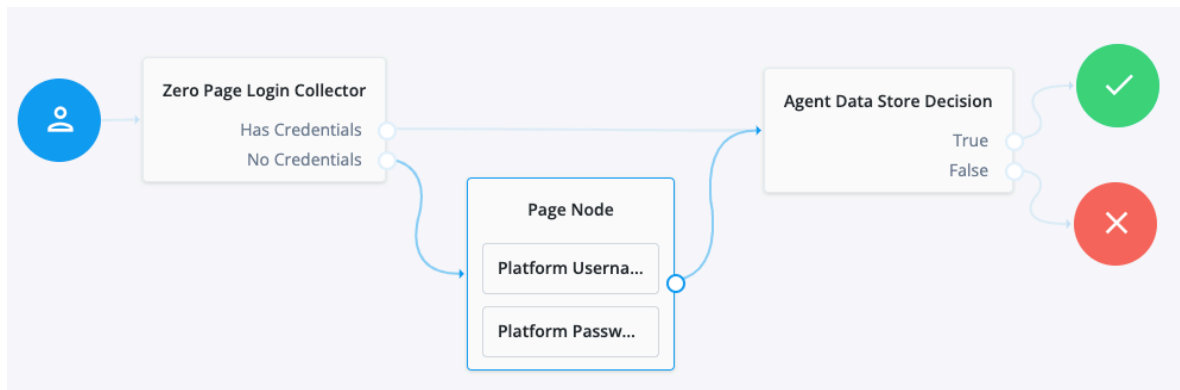 Zero Page Login Collector
Has Credentials
No Credentials
Page Node
Platform Userna...
Platform Passw...
Agent Data Store Decision
True
False